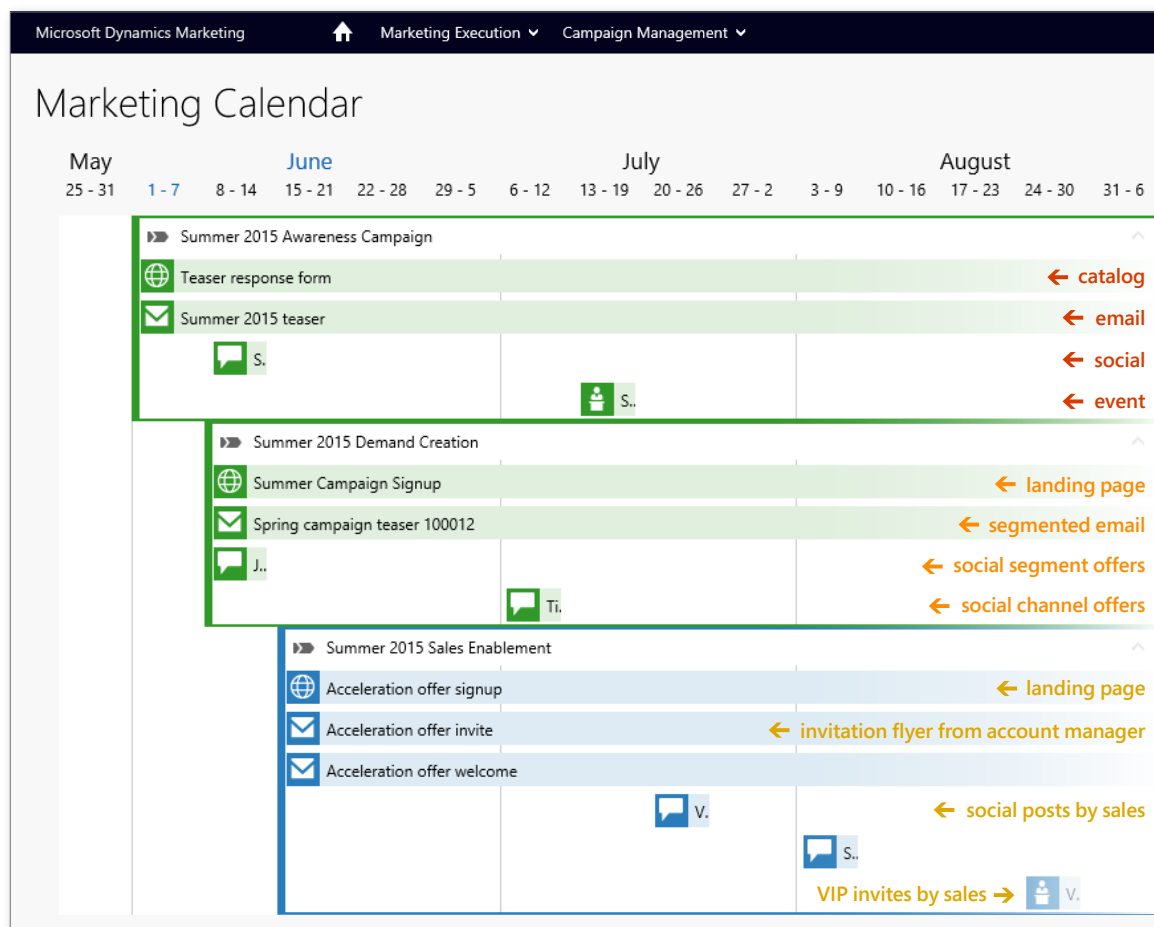 Microsoft Dynamics Marketing Marketing Execution Campaign Management
Marketing Calendar
May June July August
25 - 31 1 - 7 8 - 14 15 - 21 22 - 28 29 - 5 6 - 12 13 - 19 20 - 26 27 - 2 3 - 9 10 - 16 17 - 23 24 - 30 31 - 6
Summer 2015 Awareness Campaign
Teaser response form ← catalog
Summer 2015 teaser ← email
S. ← social
S.. ← event
Summer 2015 Demand Creation
Summer Campaign Signup ← landing page
Spring campaign teaser 100012 ← segmented email
J.. ← social segment offers
Ti. ← social channel offers
Summer 2015 Sales Enablement
Acceleration offer signup ← landing page
Acceleration offer invite ← invitation flyer from account manager
Acceleration offer welcome
V. ← social posts by sales
S..
VIP invites by sales → V.